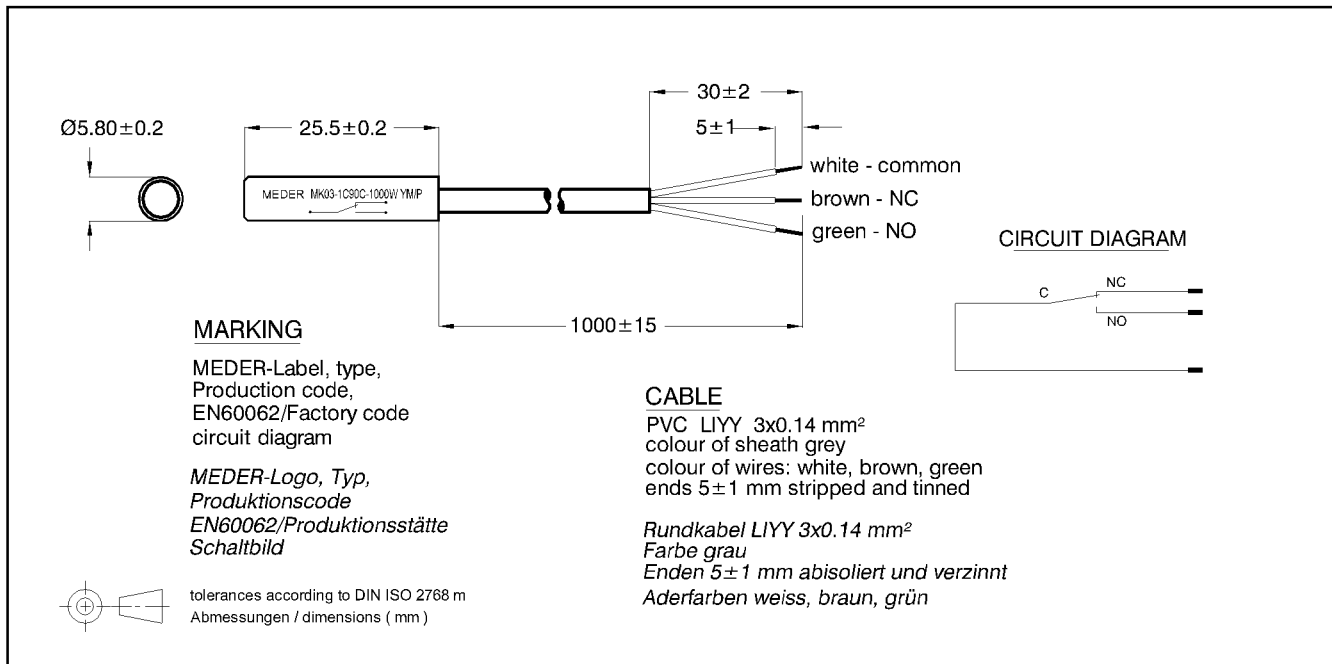 30±2
Ø5.80±0.2
25.5±0.2
5±1
white - common
MEDER MK03-1C90C-1000W YM/P
brown - NC
green - NO
CIRCUIT DIAGRAM
C
NC
NO
1000±15
MARKING
MEDER-Label, type,
Production code,
EN60062/Factory code
circuit diagram
MEDER-Logo, Typ,
Produktionscode
EN60062/Produktionsstätte
Schaltbild
CABLE
PVC LIYY 3x0.14 mm²
colour of sheath grey
colour of wires: white, brown, green
ends 5±1 mm stripped and tinned
Rundkabel LIYY 3x0.14 mm²
Farbe grau
Enden 5±1 mm abisoliert und verzinnt
Aderfarben weiss, braun, grün
tolerances according to DIN ISO 2768 m
Abmessungen / dimensions ( mm )